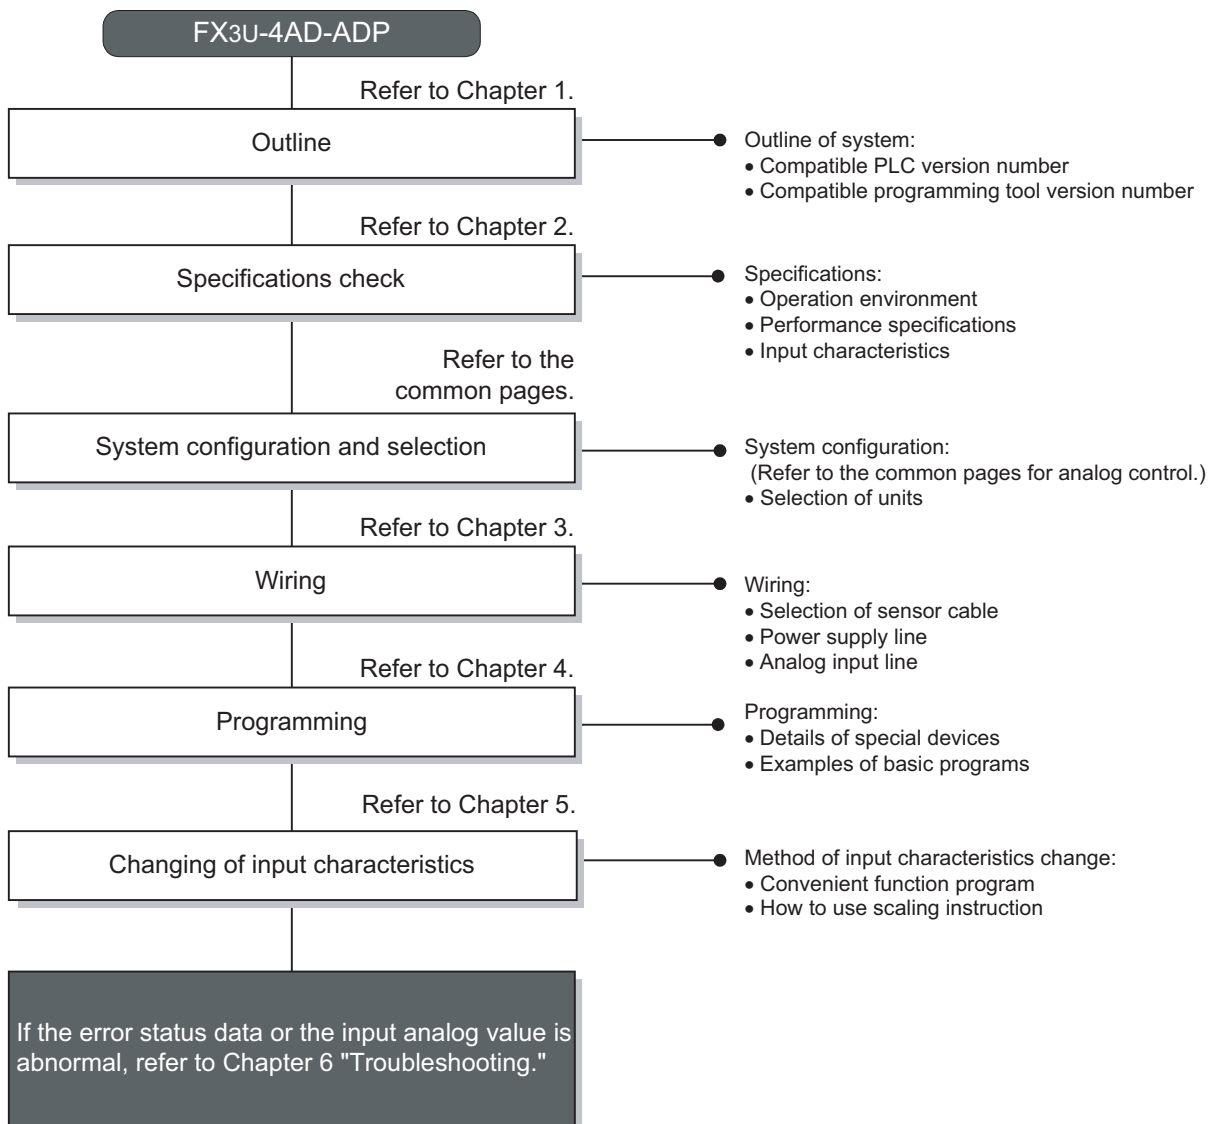 FX3U-4AD-ADP
Refer to Chapter 1.
Outline
Outline of system:
• Compatible PLC version number
• Compatible programming tool version number
Refer to Chapter 2.
Specifications check
Specifications:
• Operation environment
• Performance specifications
• Input characteristics
Refer to the
common pages.
System configuration and selection
System configuration:
(Refer to the common pages for analog control.)
• Selection of units
Refer to Chapter 3.
Wiring
Wiring:
• Selection of sensor cable
• Power supply line
• Analog input line
Refer to Chapter 4.
Programming
Programming:
• Details of special devices
• Examples of basic programs
Refer to Chapter 5.
Changing of input characteristics
Method of input characteristics change:
• Convenient function program
• How to use scaling instruction
If the error status data or the input analog value is
abnormal, refer to Chapter 6 "Troubleshooting."